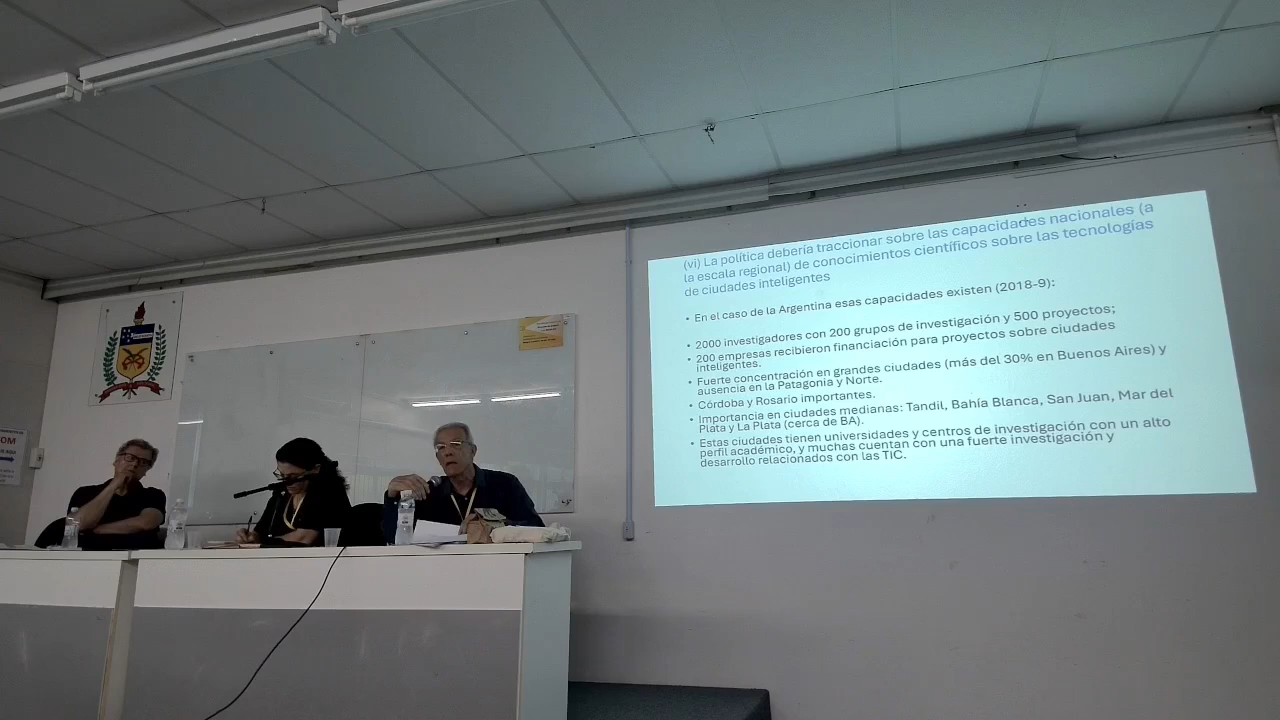 (vi) La política debería traccionar sobre las capacidades nacionales (a
la escala regional) de conocimientos científicos sobre las tecnologías
de ciudades inteligentes
• En el caso de la Argentina esas capacidades existen (2018-9):
• 2000 investigadores con 200 grupos de investigación y 500 proyectos;
• 200 empresas recibieron financiación para proyectos sobre ciudades
inteligentes.
• Fuerte concentración en grandes ciudades (más del 30% en Buenos Aires) y
ausencia en la Patagonia y Norte.
• Córdoba y Rosario importantes.
• Importancia en ciudades medianas: Tandil, Bahía Blanca, San Juan, Mar del
Plata y La Plata (cerca de BA).
• Estas ciudades tienen universidades y centros de investigación con un alto
perfil académico, y muchas cuentan con una fuerte investigación y
desarrollo relacionados con las TIC.